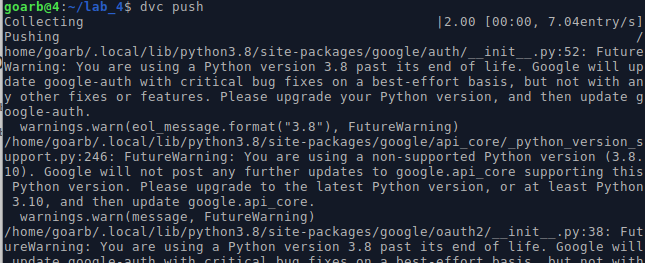 goarb@4:~/lab_4$ dvc push
Collecting |2.00 [00:00, 7.04entry/s]
Pushing /
home/goarb/.local/lib/python3.8/site-packages/google/auth/__init__.py:52: Future
Warning: You are using a Python version 3.8 past its end of life. Google will up
date google-auth with critical bug fixes on a best-effort basis, but not with an
y other fixes or features. Please upgrade your Python version, and then update g
oogle-auth.
warnings.warn(eol_message.format("3.8"), FutureWarning)
/home/goarb/.local/lib/python3.8/site-packages/google/api_core/_python_version_s
upport.py:246: FutureWarning: You are using a non-supported Python version (3.8.
10). Google will not post any further updates to google.api_core supporting this
Python version. Please upgrade to the latest Python version, or at least Python
3.10, and then update google.api_core.
warnings.warn(message, FutureWarning)
/home/goarb/.local/lib/python3.8/site-packages/google/oauth2/__init__.py:38: Fut
ureWarning: You are using a Python version 3.8 past its end of life. Google will
update google-auth with critical bug fixes on a best-effort basis, but not with